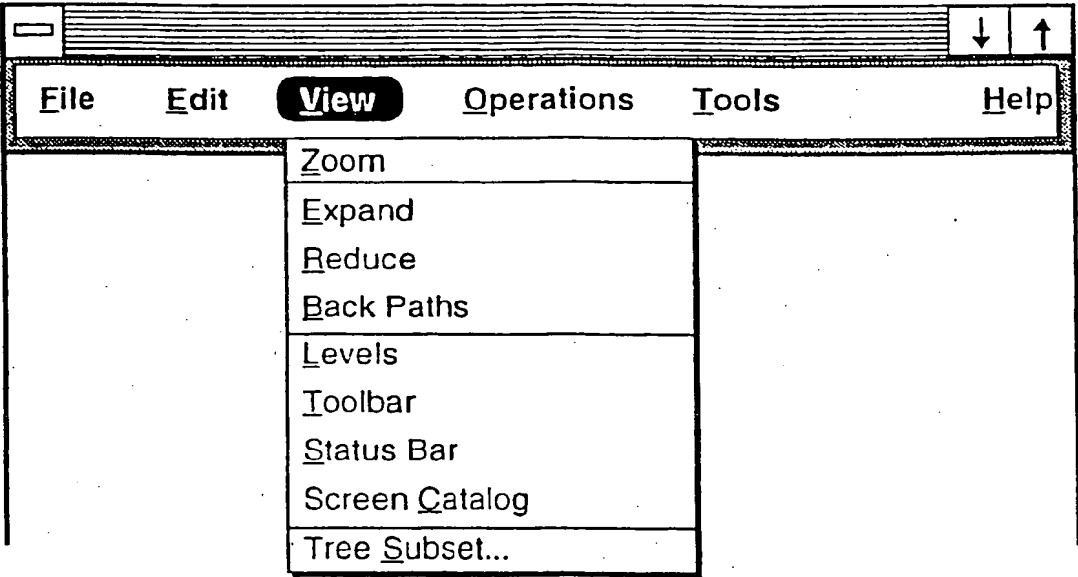 File Edit View Operations Tools Help
Zoom
Expand
Reduce
Back Paths
Levels
Toolbar
Status Bar
Screen Catalog
Tree Subset...